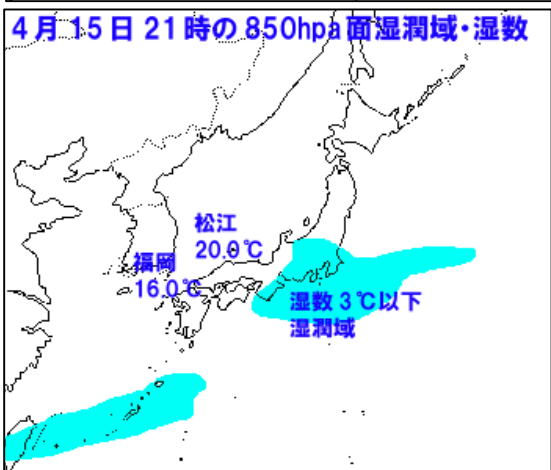 4月15日21時の850hpa面湿潤域・湿数
松江
20.0℃
福岡
16.0℃
湿数3℃以下
湿潤域